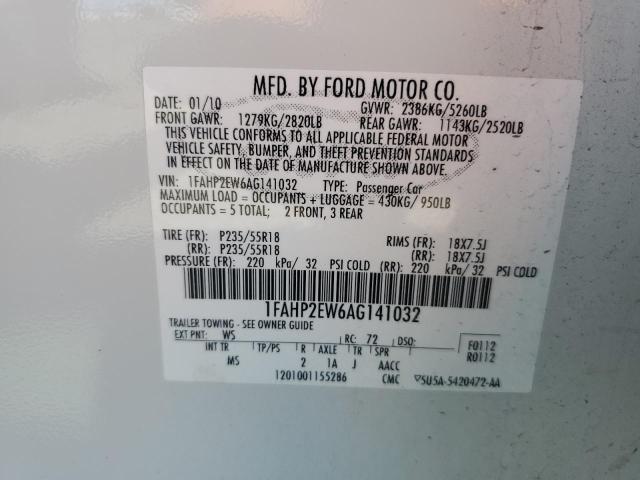 MFD. BY FORD MOTOR CO.
DATE: 01/10 GVWR: 2386KG/5260LB
FRONT GAWR: 1279KG/2820LB REAR GAWR: 1143KG/2520LB
THIS VEHICLE CONFORMS TO ALL APPLICABLE FEDERAL MOTOR
VEHICLE SAFETY, BUMPER, AND THEFT PREVENTION STANDARDS
IN EFFECT ON THE DATE OF MANUFACTURE SHOWN ABOVE.
VIN: 1FAHP2EW6AG141032 TYPE: Passenger Car
MAXIMUM LOAD = OCCUPANTS + LUGGAGE = 430KG/ 950LB
OCCUPANTS = 5 TOTAL; 2 FRONT, 3 REAR
TIRE (FR): P235/55R18 RIMS (FR): 18X7.5J
(RR): P235/55R18 (RR): 18X7.5J
PRESSURE (FR): 220 kPa/ 32 PSI COLD (RR): 220 kPa/ 32 PSI COLD
1FAHP2EW6AG141032
TRAILER TOWING - SEE OWNER GUIDE
EXT PNT: WS RC: 72 DSO: F0112
INT TR TP/PS R AXLE TR SPR R0112
MS 2 1A J AACC
1201001155286 CMC 5U5A-5420472-AA